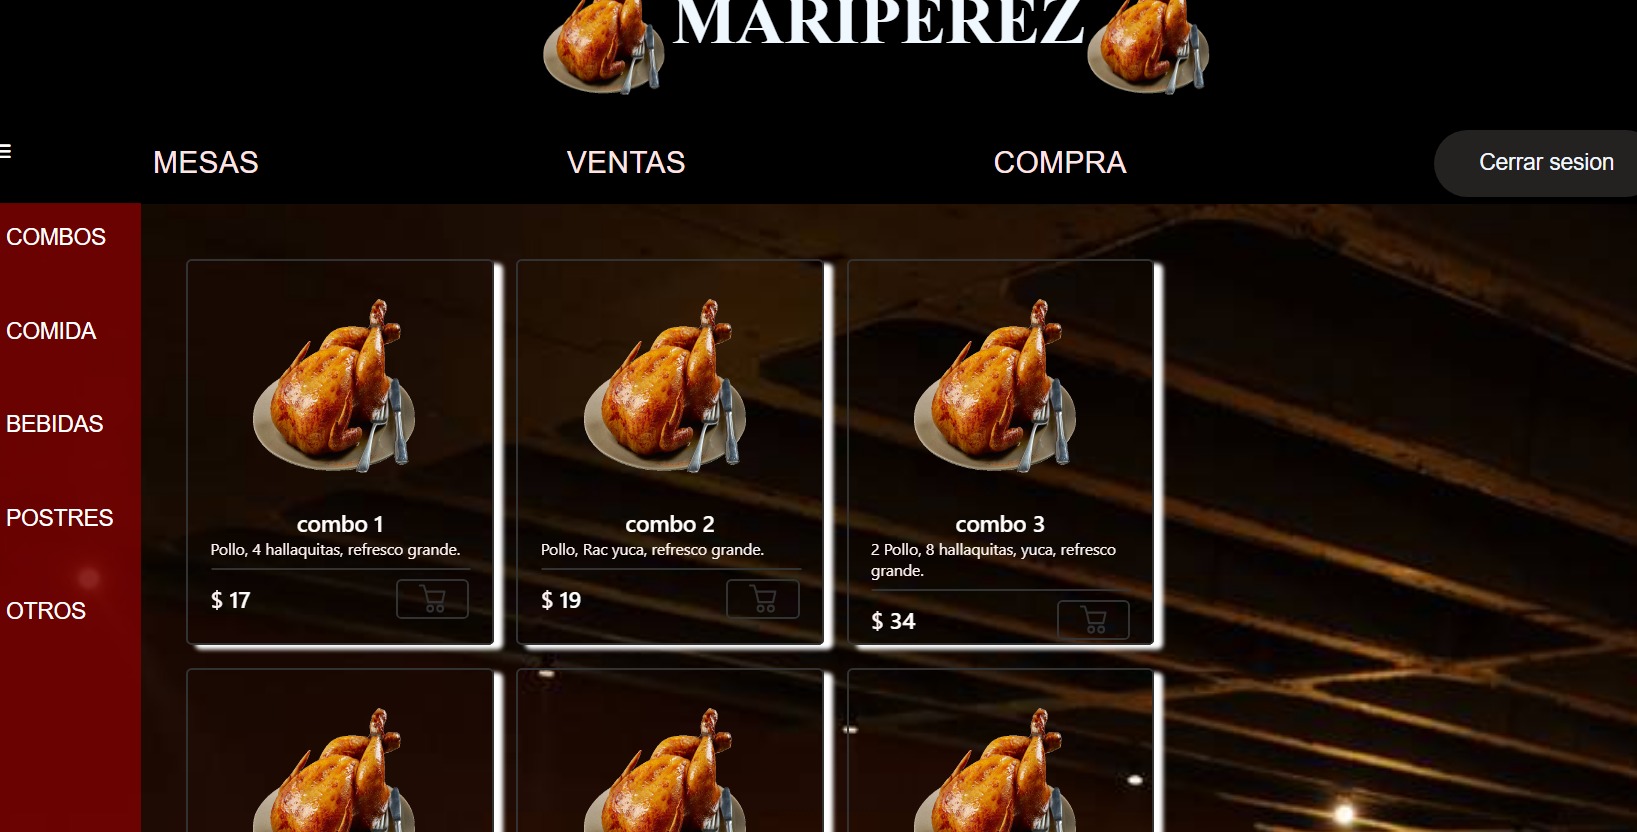 MARIPEREZ
MESAS
VENTAS
COMPRA
Cerrar sesion
COMBOS
COMIDA
BEBIDAS
POSTRES
OTROS
combo 1
Pollo, 4 hallaquitas, refresco grande.
$ 17
combo 2
Pollo, Rac yuca, refresco grande.
$ 19
combo 3
2 Pollo, 8 hallaquitas, yuca, refresco
grande.
$ 34